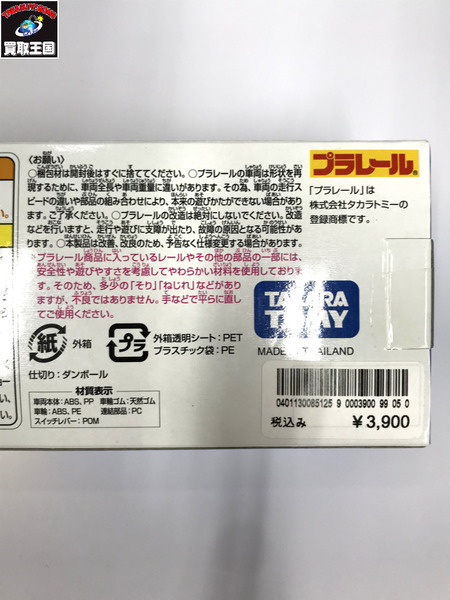 TREASURE KING
買取王国
〈お願い〉
○梱包材は開封後はすぐに捨ててください。○プラレールの車両は形状を再
現するために、車両全長や車両重量に違いがあります。その為、車両の走行ス
ピードの違いや部品の組み合わせにより、本来の遊びかたができない場合があり
ます。ご了承ください。○プラレールの改造は絶対にしないでください。改造
などを行いますと、走行や遊びに支障が出たり、故障の原因となる可能性があ
ります。○本製品は改善、改良のため、予告なく仕様変更する場合があります。
○プラレール商品に入っているレールやその他の部品の一部には、
安全性や遊びやすさを考慮してやわらかい材料を使用しておりま
す。そのため、多少の「そり」「ねじれ」などがあり
ますが、不良ではありません。手などで平らに直し
てご使用ください。
プラレール®
「プラレール」は
株式会社タカラトミーの
登録商標です。
紙
外箱
プラ
外箱透明シート:PET
プラスチック袋:PE
仕切り:ダンボール
材質表示
車両本体:ABS、PP 車輪ゴム:天然ゴム
車輪:ABS、PE 連結部品:PC
スイッチレバー:POM
TAKARA
TOMY
MADE IN THAILAND
0401130085125 9 0003900 99 05 0
税込み ¥3,900